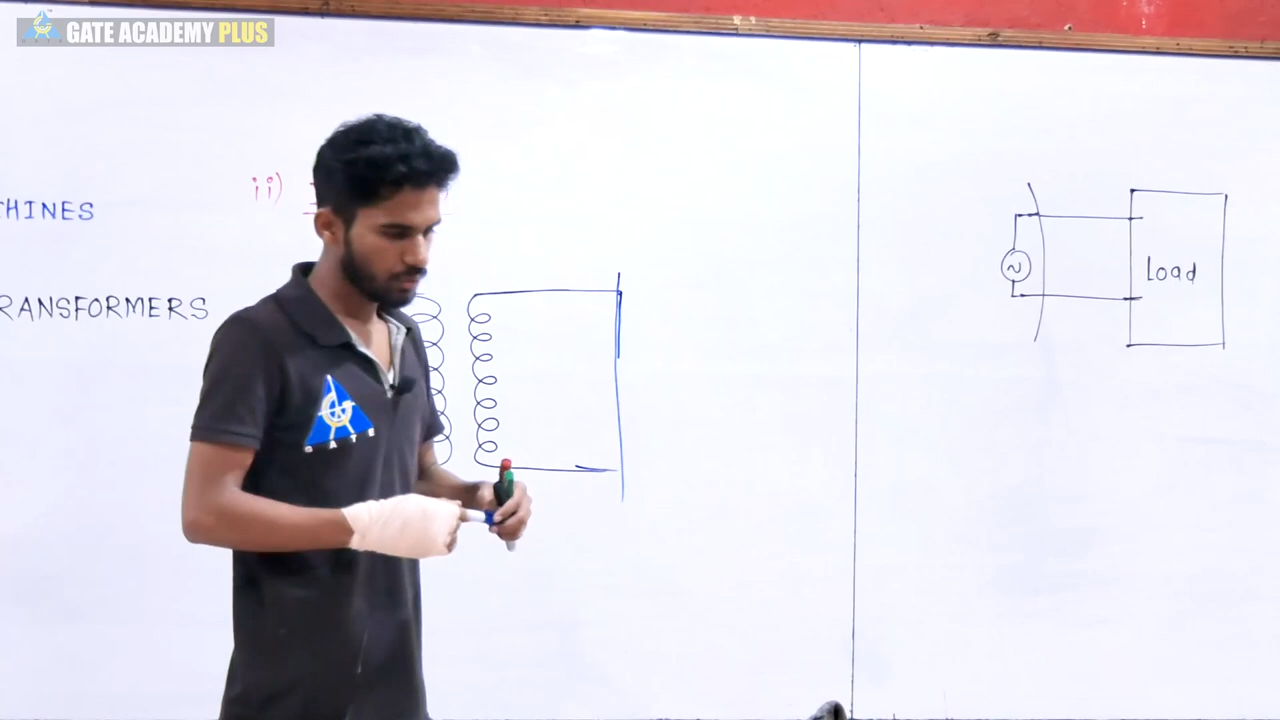 GATE ACADEMY PLUS
ii)
THINES
RANSFORMERS
Load
GATE